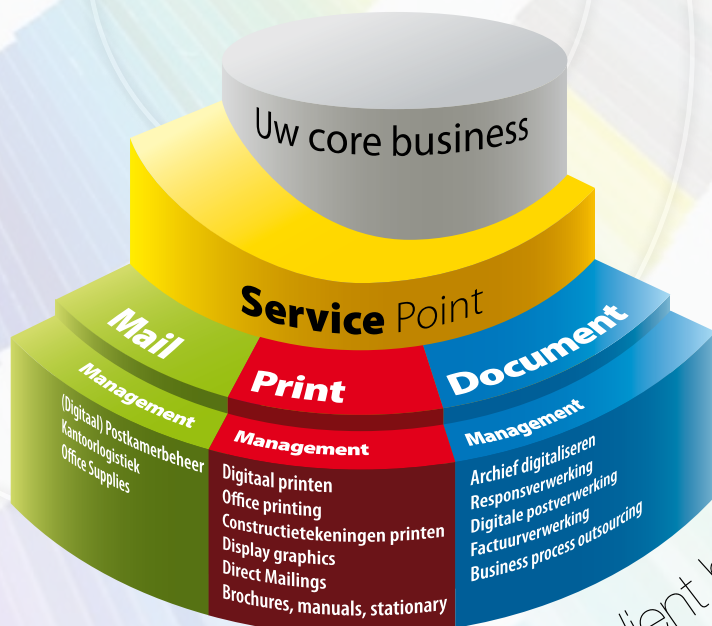 Uw core business
Service Point
Mail
Management
(Digitaal) Postkamerbeheer
Kantoorlogistiek
Office Supplies
Print
Management
Digitaal printen
Office printing
Constructietekeningen printen
Display graphics
Direct Mailings
Brochures, manuals, stationary
Document
Management
Archief digitaliseren
Responsverwerking
Digitale postverwerking
Factuurverwerking
Business process outsourcing